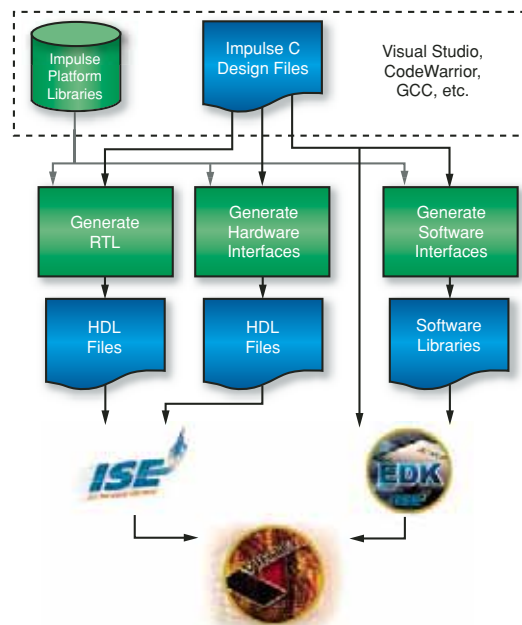 Impulse
Platform
Libraries
Impulse C
Design Files
Visual Studio,
CodeWarrior,
GCC, etc.
Generate
RTL
Generate
Hardware
Interfaces
Generate
Software
Interfaces
HDL
Files
HDL
Files
Software
Libraries
ISE
EDK